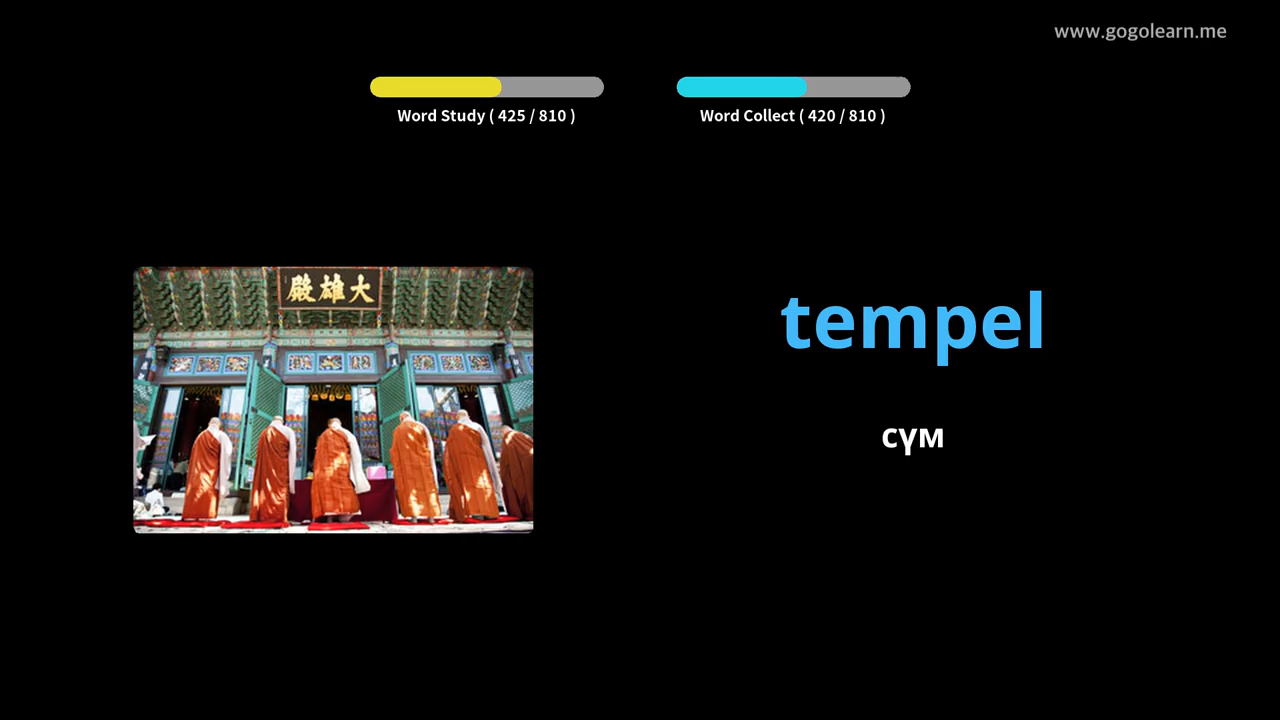 www.gogolearn.me
Word Study ( 425 / 810 )
Word Collect ( 420 / 810 )
殿雄大
tempel
сүм